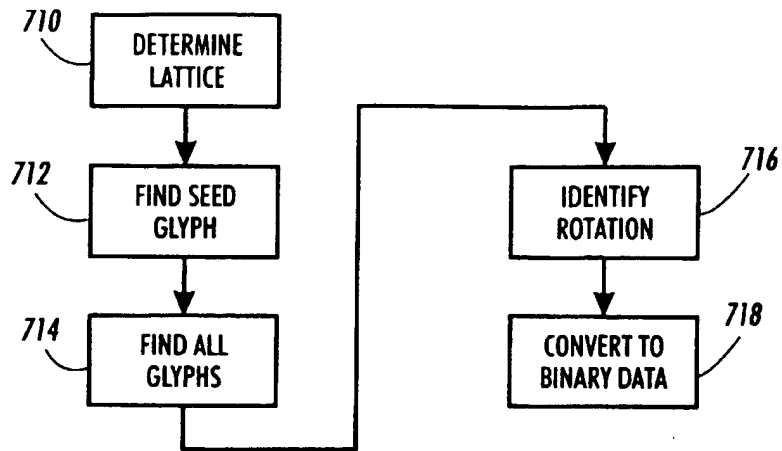 710
DETERMINE
LATTICE
712
FIND SEED
GLYPH
714
FIND ALL
GLYPHS
716
IDENTIFY
ROTATION
718
CONVERT TO
BINARY DATA